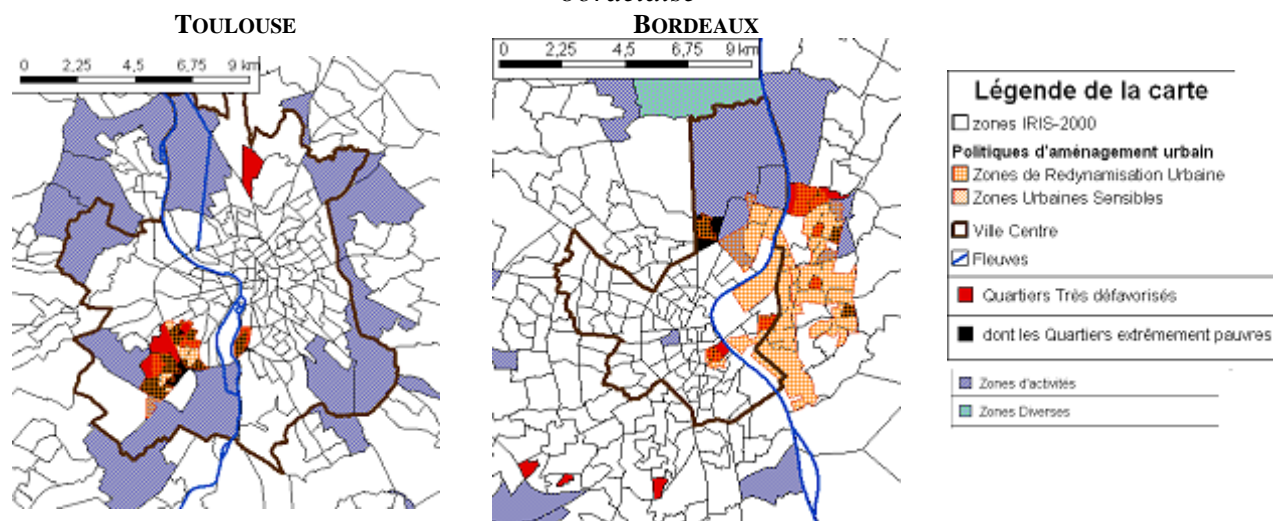 bordelaise
TOULOUSE
BORDEAUX
0 2,25 4,5 6,75 9 km
0 2,25 4,5 6,75 9 km
Légende de la carte
zones IRIS-2000
Politiques d'aménagement urbain
Zones de Redynamisation Urbaine
Zones Urbaines Sensibles
Ville Centre
Fleuves
Quartiers Très défavorisés
dont les Quartiers extrêmement pauvres
Zones d'activités
Zones Diverses